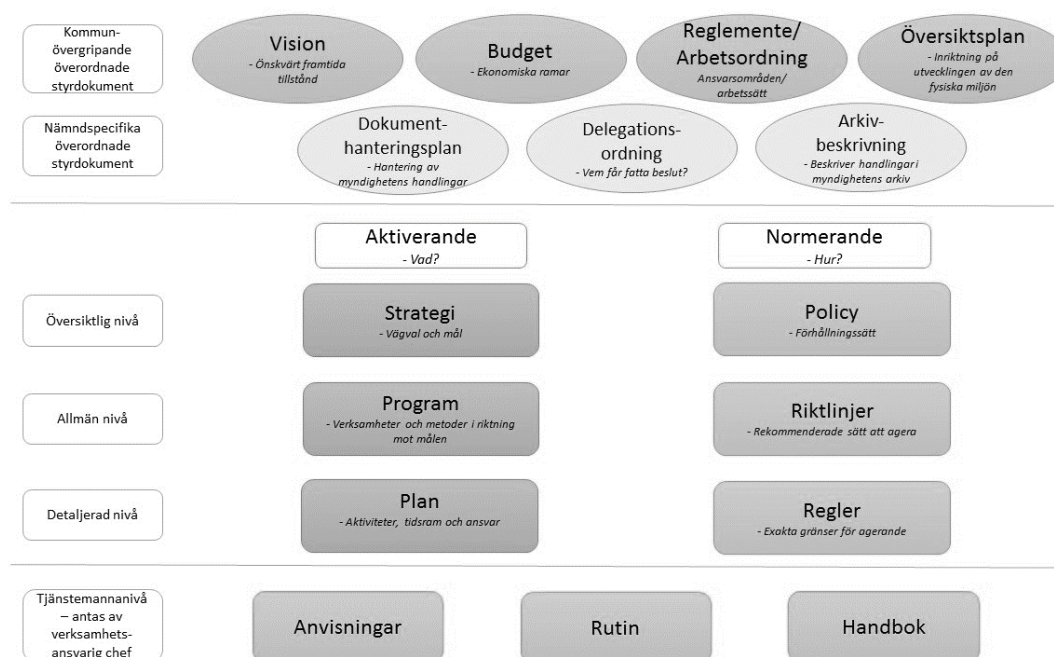 Kommun-
övergripande
överordnade
styrdokument
Vision
- Önskvärt framtida
tillstånd
Budget
- Ekonomiska ramar
Reglemente/
Arbetsordning
Ansvarsområden/
arbetssätt
Översiktsplan
- Inriktning på
utvecklingen av den
fysiska miljön
Nämndspecifika
överordnade
styrdokument
Dokument-
hanteringsplan
- Hantering av
myndighetens handlingar
Delegations-
ordning
- Vem får fatta beslut?
Arkiv-
beskrivning
- Beskriver handlingar i
myndighetens arkiv
Aktiverande
- Vad?
Normerande
- Hur?
Översiktlig nivå
Strategi
- Vägval och mål
Policy
- Förhållningssätt
Allmän nivå
Program
- Verksamheter och metoder i riktning
mot målen
Riktlinjer
- Rekommenderade sätt att agera
Detaljerad nivå
Plan
- Aktiviteter, tidsram och ansvar
Regler
- Exakta gränser för agerande
Tjänstemannanivå
– antas av
verksamhets-
ansvarig chef
Anvisningar
Rutin
Handbok